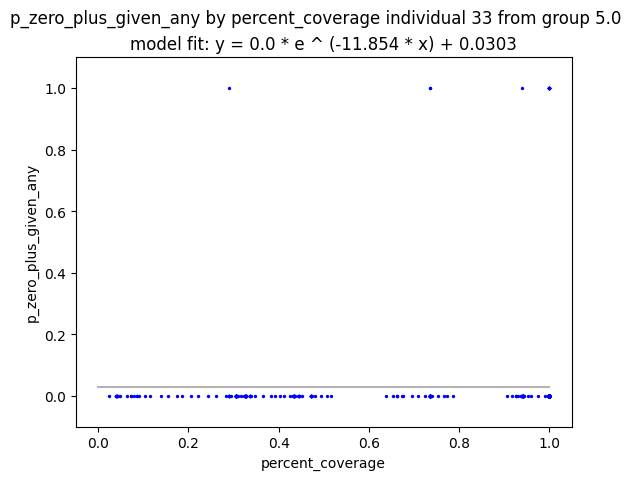 p_zero_plus_given_any by percent_coverage individual 33 from group 5.0
model fit: y = 0.0 * e ^ (-11.854 * x) + 0.0303
1.0
0.8
0.6
0.4
0.2
0.0
p_zero_plus_given_any
0.0 0.2 0.4 0.6 0.8 1.0
percent_coverage